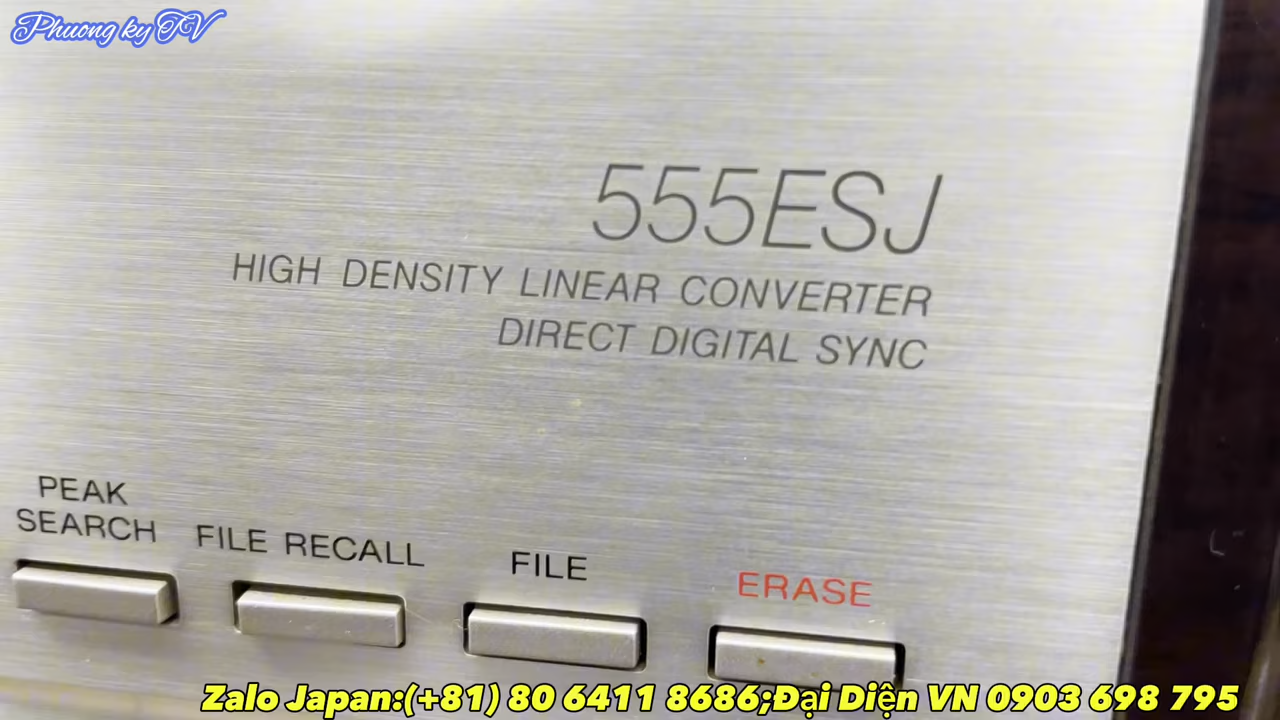 Phuong ky TV
555ESJ
HIGH DENSITY LINEAR CONVERTER
DIRECT DIGITAL SYNC
PEAK
SEARCH
FILE RECALL
FILE
ERASE
Zalo Japan:(+81) 80 6411 8686;Đại Diện VN 0903 698 795